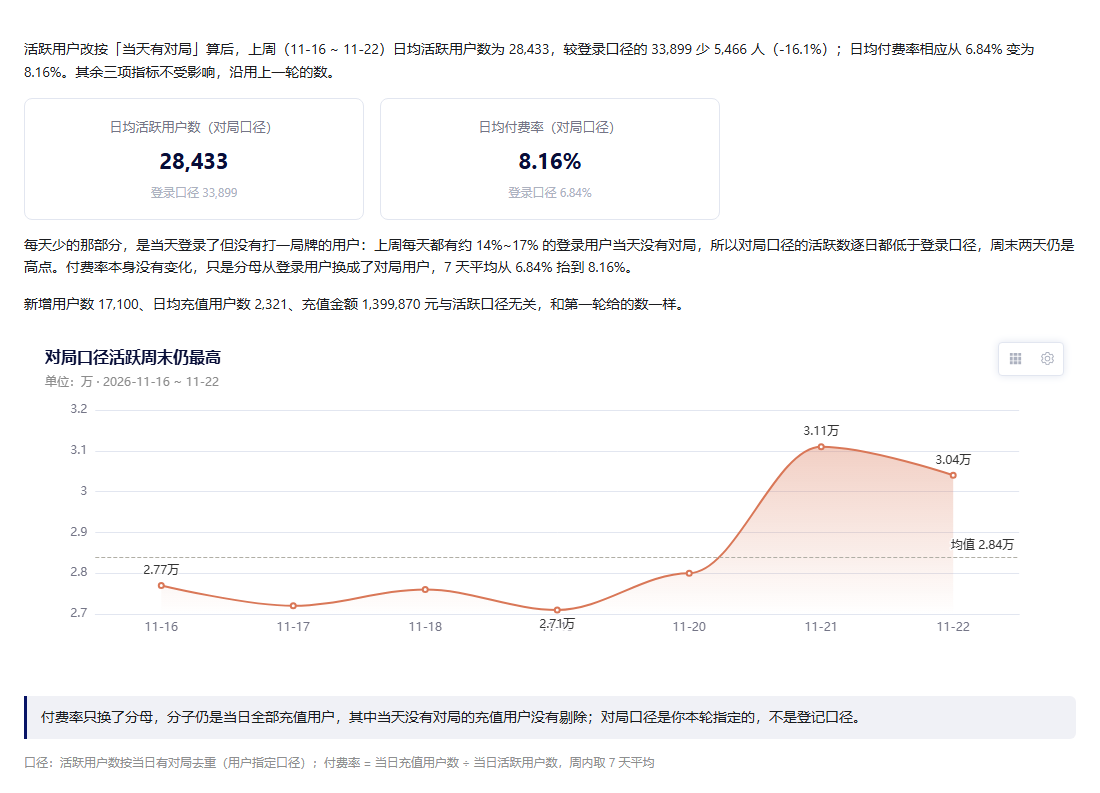 活跃用户改按「当天有对局」算后，上周（11-16 ~ 11-22）日均活跃用户数为 28,433，较登录口径的 33,899 少 5,466 人（-16.1%）；日均付费率相应从 6.84% 变为
8.16%。其余三项指标不受影响，沿用上一轮的数。
日均活跃用户数（对局口径）
28,433
登录口径 33,899
日均付费率（对局口径）
8.16%
登录口径 6.84%
每天少的那部分，是当天登录了但没有打一局牌的用户：上周每天都有约 14%~17% 的登录用户当天没有对局，所以对局口径的活跃数逐日都低于登录口径，周末两天仍是
高点。付费率本身没有变化，只是分母从登录用户换成了对局用户，7 天平均从 6.84% 抬到 8.16%。
新增用户数 17,100、日均充值用户数 2,321、充值金额 1,399,870 元与活跃口径无关，和第一轮给的数一样。
对局口径活跃周末仍最高
单位：万 · 2026-11-16 ~ 11-22
3.2
3.1
3
2.9
2.8
2.7
2.77万
2.71万
3.11万
3.04万
均值 2.84万
11-16
11-17
11-18
11-20
11-21
11-22
付费率只换了分母，分子仍是当日全部充值用户，其中当天没有对局的充值用户没有剔除；对局口径是你本轮指定的，不是登记口径。
口径：活跃用户数按当日有对局去重（用户指定口径）；付费率 = 当日充值用户数 ÷ 当日活跃用户数，周内取 7 天平均